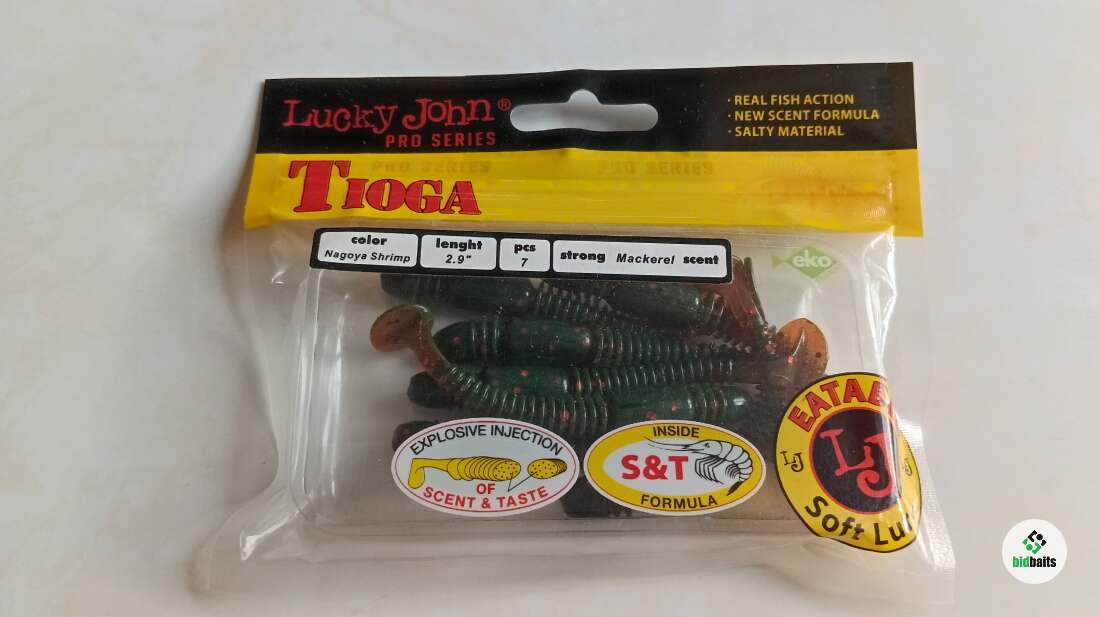 Lucky John®
PRO SERIES
· REAL FISH ACTION
· NEW SCENT FORMULA
· SALTY MATERIAL
PRO SERIES
PRO SERIES
TIOGA
color
Nagoya Shrimp
lenght
2.9"
pcs
7
strong Mackerel scent
eko
EXPLOSIVE INJECTION
OF
SCENT & TASTE
INSIDE
S&T
FORMULA
LJ
LJ
Soft
bidbaits